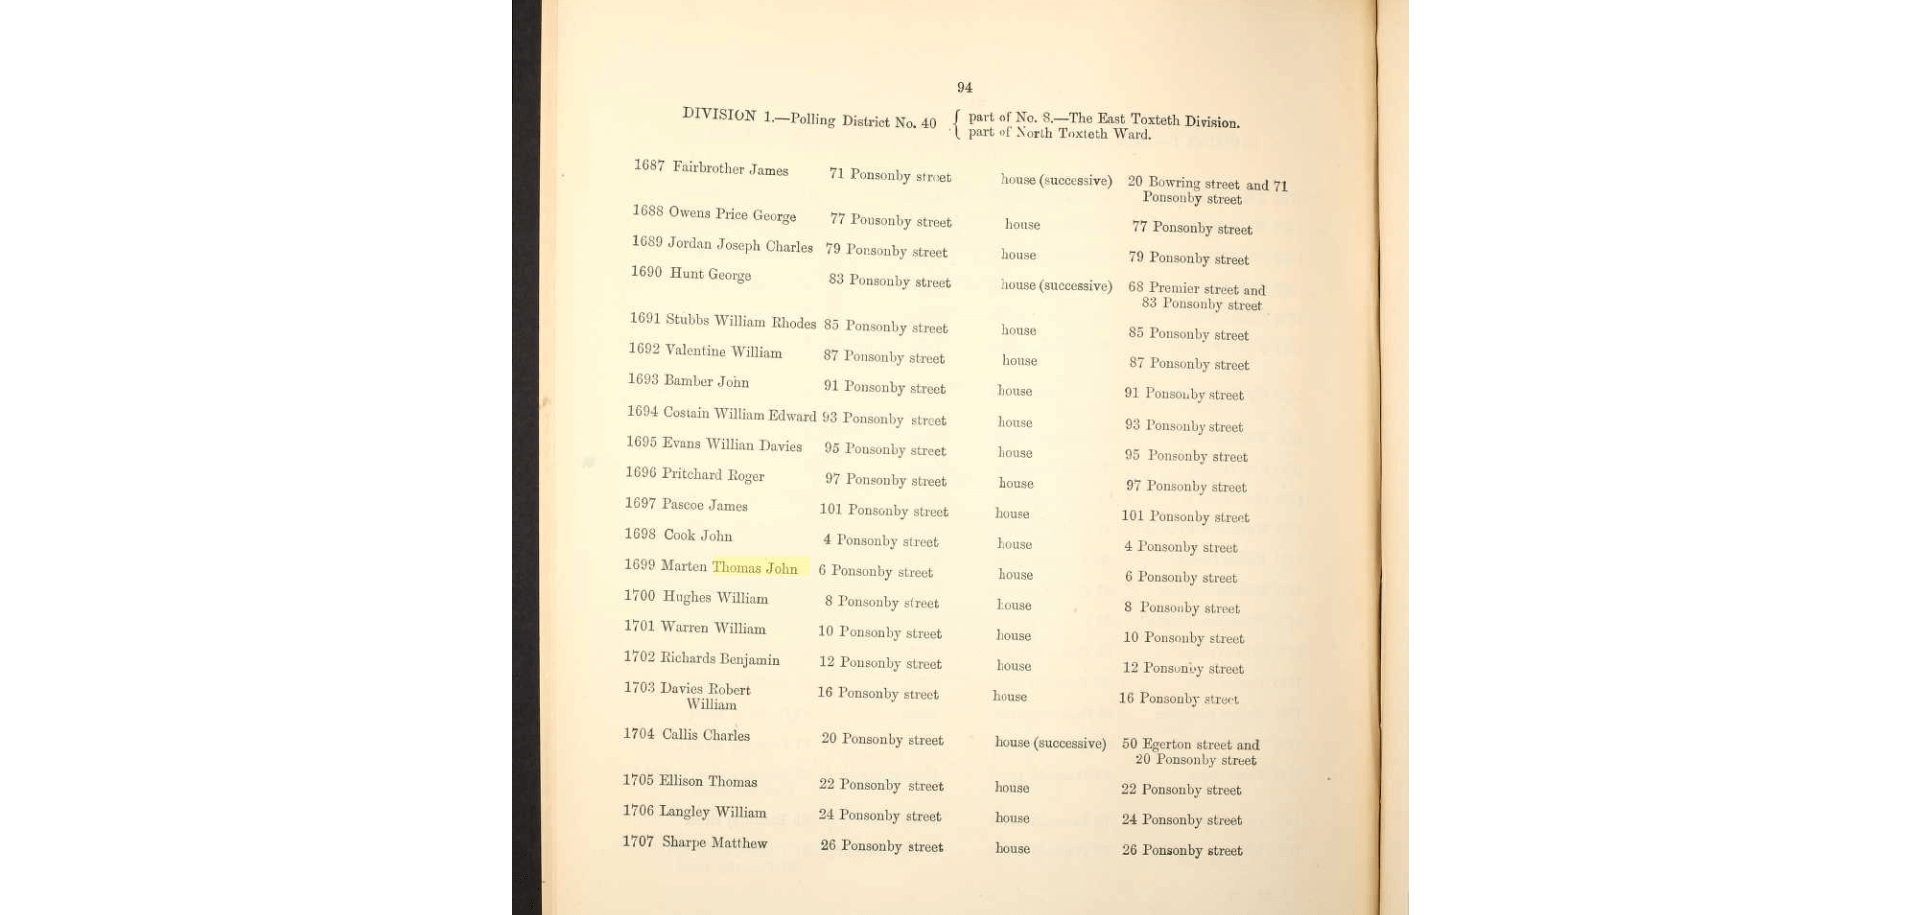 94
DIVISION 1.—Polling District No. 40 { part of No. 8.—The East Toxteth Division.
part of North Toxteth Ward.
1687 Fairbrother James 71 Ponsonby street house (successive) 20 Bowring street and 71
Ponsonby street
1688 Owens Price George 77 Ponsonby street house 77 Ponsonby street
1689 Jordan Joseph Charles 79 Ponsonby street house 79 Ponsonby street
1690 Hunt George 83 Ponsonby street house (successive) 68 Premier street and
83 Ponsonby street
1691 Stubbs William Rhodes 85 Ponsonby street house 85 Ponsonby street
1692 Valentine William 87 Ponsonby street house 87 Ponsonby street
1693 Bamber John 91 Ponsonby street house 91 Ponsonby street
1694 Costain William Edward 93 Ponsonby street house 93 Ponsonby street
1695 Evans Willian Davies 95 Ponsonby street house 95 Ponsonby street
1696 Pritchard Roger 97 Ponsonby street house 97 Ponsonby street
1697 Pascoe James 101 Ponsonby street house 101 Ponsonby street
1698 Cook John 4 Ponsonby street house 4 Ponsonby street
1699 Marten Thomas John 6 Ponsonby street house 6 Ponsonby street
1700 Hughes William 8 Ponsonby street house 8 Ponsonby street
1701 Warren William 10 Ponsonby street house 10 Ponsonby street
1702 Richards Benjamin 12 Ponsonby street house 12 Ponsonby street
1703 Davies Robert 16 Ponsonby street house 16 Ponsonby street
William
1704 Callis Charles 20 Ponsonby street house (successive) 50 Egerton street and
20 Ponsonby street
1705 Ellison Thomas 22 Ponsonby street house 22 Ponsonby street
1706 Langley William 24 Ponsonby street house 24 Ponsonby street
1707 Sharpe Matthew 26 Ponsonby street house 26 Ponsonby street